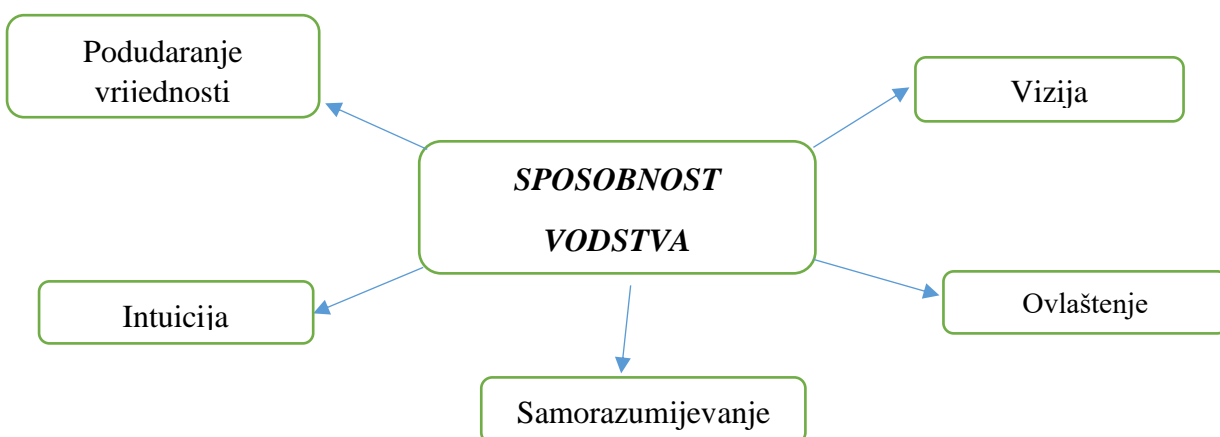 Podudaranje
vrijednosti
Vizija
SPOSOBNOST
VODSTVA
Intuicija
Ovlaštenje
Samorazumijevanje